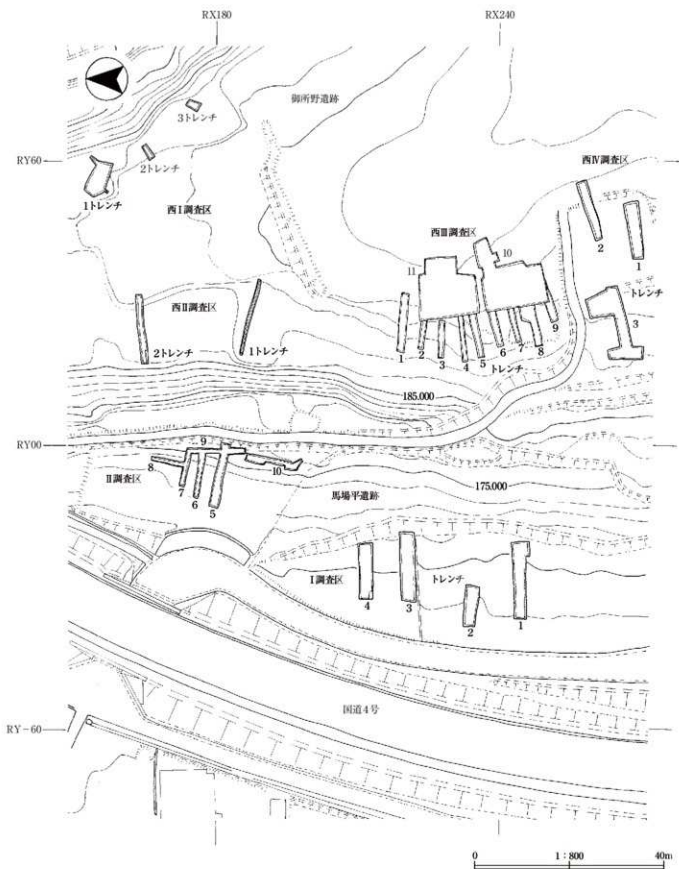 RX180
RX240
御所野遺跡
3トレンチ
RY60
2トレンチ
西Ⅳ調査区
1トレンチ
西Ⅰ調査区
2
1
西Ⅲ調査区
10
11
トレンチ
西Ⅱ調査区
3
9
2トレンチ
1トレンチ
1
2
3
4
5
6
7
8
トレンチ
185.000
RY00
9
8
10
175.000
7
Ⅱ調査区
6
5
馬場平遺跡
Ⅰ調査区
トレンチ
4
3
2
1
国道4号
RY-60
0
1:800
40m